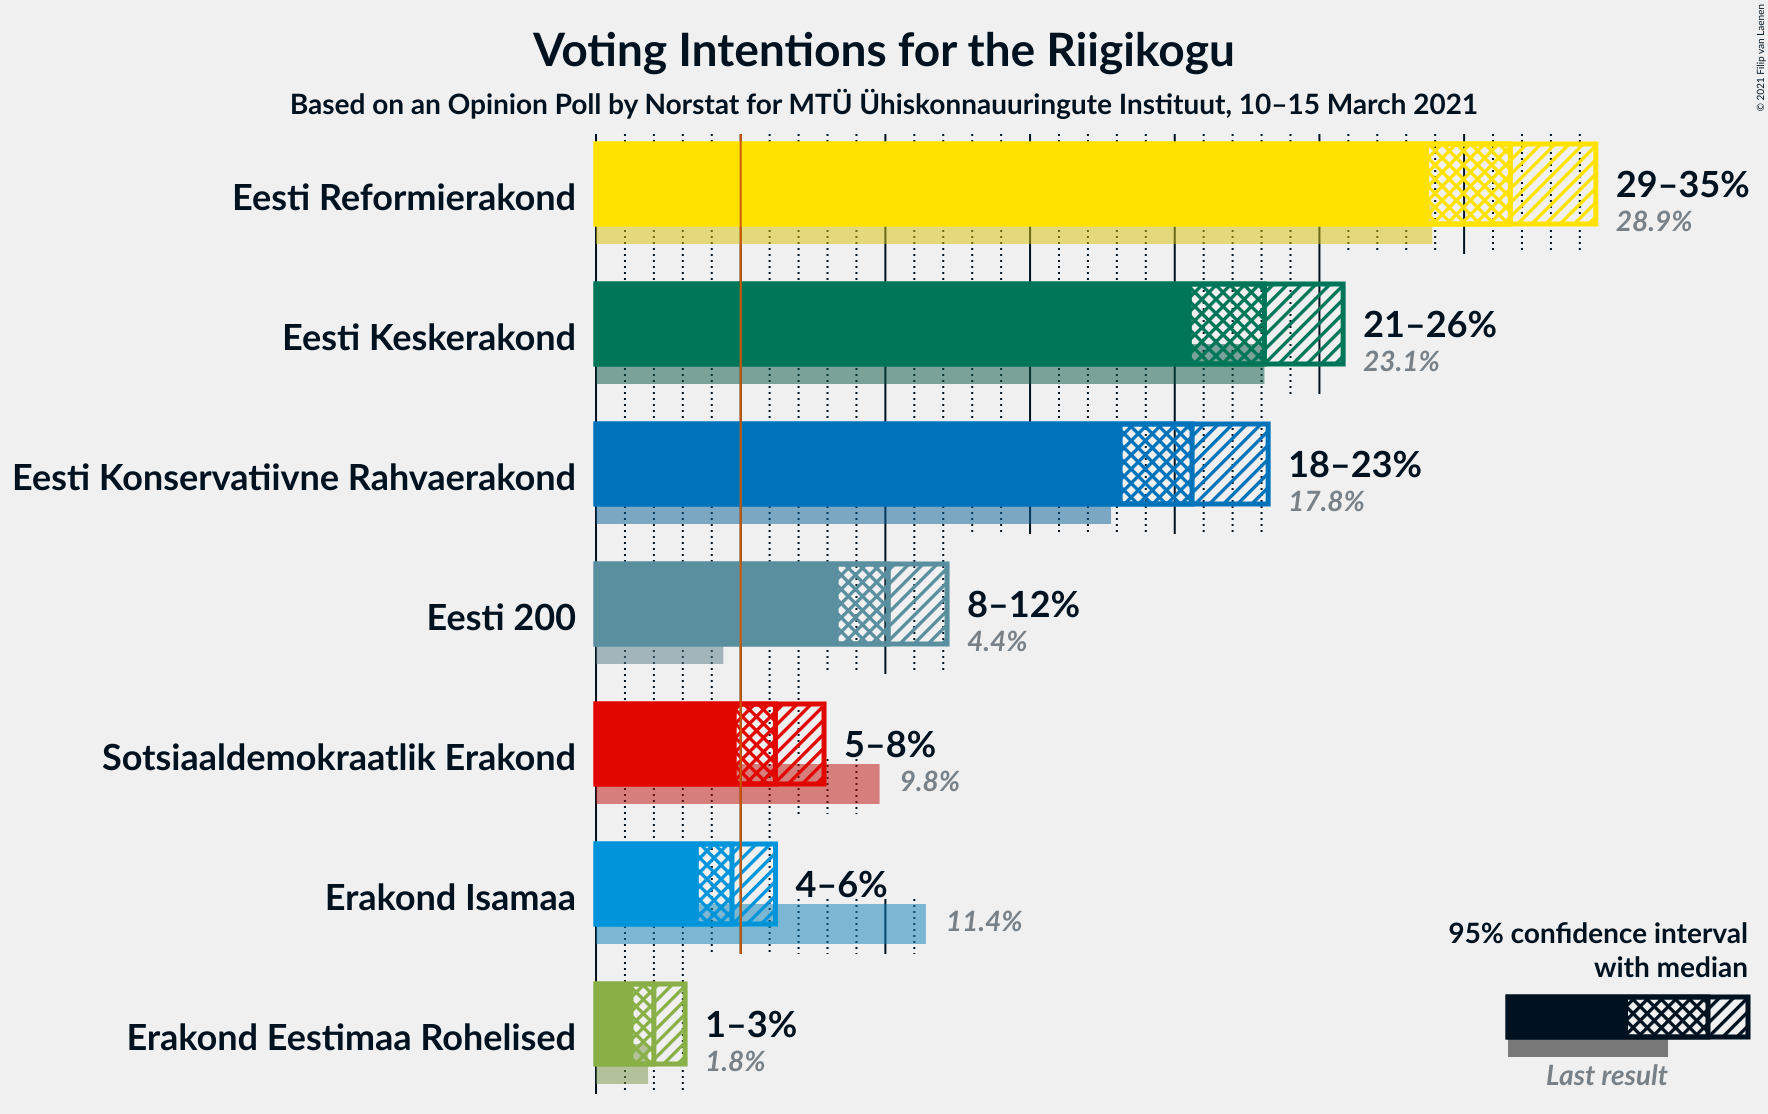 Voting Intentions for the Riigikogu
Based on an Opinion Poll by Norstat for MTÜ Ühiskonnauuringute Instituut, 10–15 March 2021
© 2021 Filip van Laenen
Eesti Reformierakond
29–35%
28.9%
Eesti Keskerakond
21–26%
23.1%
Eesti Konservatiivne Rahvaerakond
18–23%
17.8%
Eesti 200
8–12%
4.4%
Sotsiaaldemokraatlik Erakond
5–8%
9.8%
Erakond Isamaa
4–6%
11.4%
Erakond Eestimaa Rohelised
1–3%
1.8%
95% confidence interval
with median
Last result